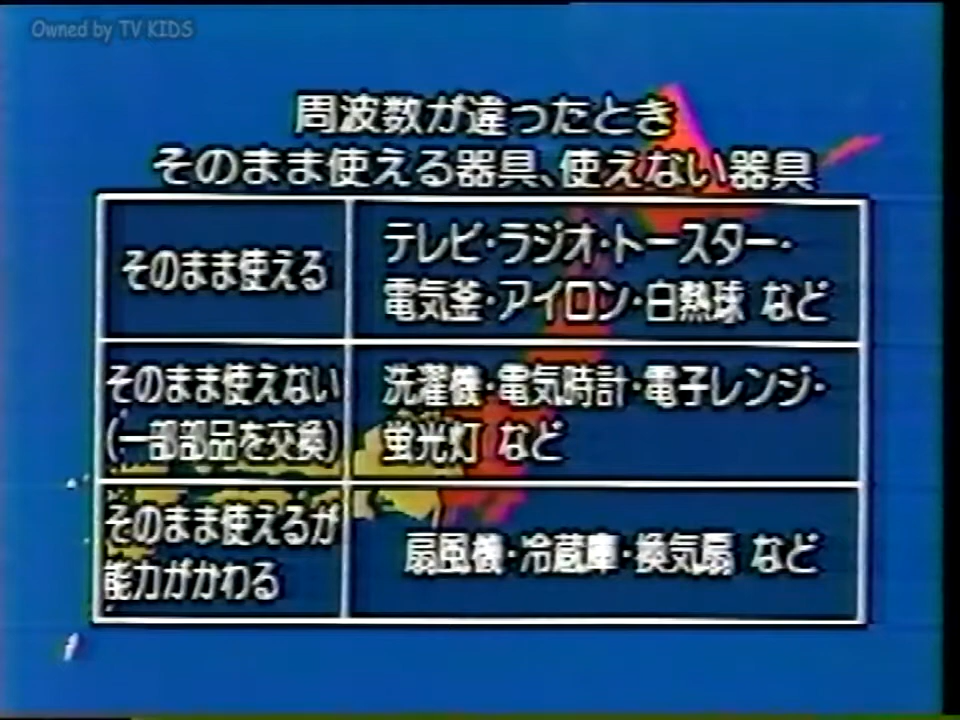 Owned by TV KIDS
周波数が違ったとき
そのまま使える器具、使えない器具
そのまま使える
テレビ・ラジオ・トースター・
電気釜・アイロン・白熱球 など
そのまま使えない
(一部部品を交換)
洗濯機・電気時計・電子レンジ・
蛍光灯 など
そのまま使えるが
能力がかわる
扇風機・冷蔵庫・換気扇 など